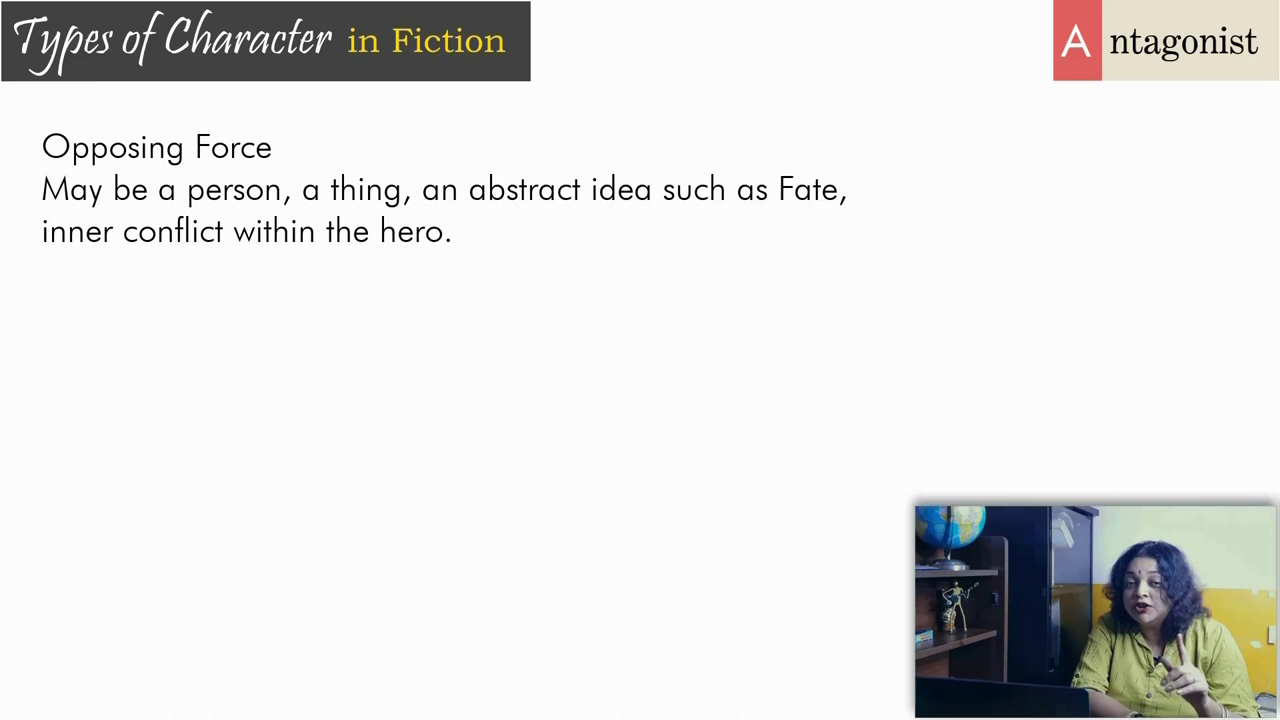 Types of Character in Fiction
Antagonist
Opposing Force
May be a person, a thing, an abstract idea such as Fate,
inner conflict within the hero.